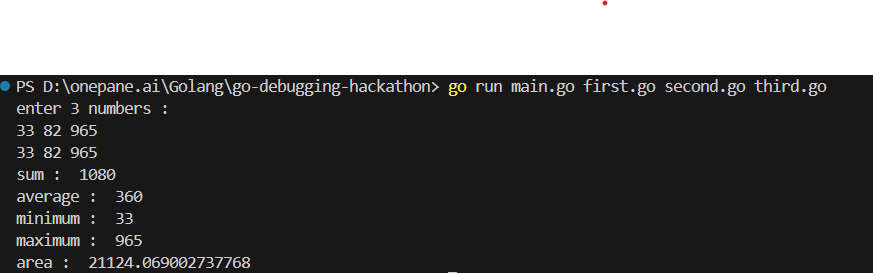 PS D:\onepane.ai\Golang\go-debugging-hackathon> go run main.go first.go second.go third.go
enter 3 numbers :
33 82 965
33 82 965
sum :  1080
average :  360
minimum :  33
maximum :  965
area :  21124.069002737768